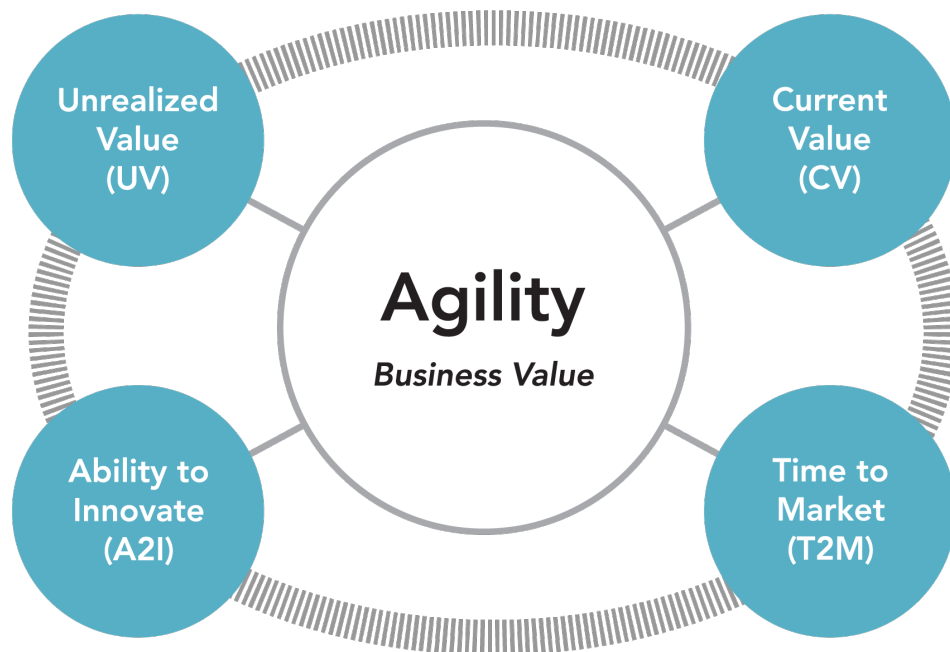 Unrealized
Value
(UV)
Current
Value
(CV)
Agility
Business Value
Ability to
Innovate
(A2I)
Time to
Market
(T2M)